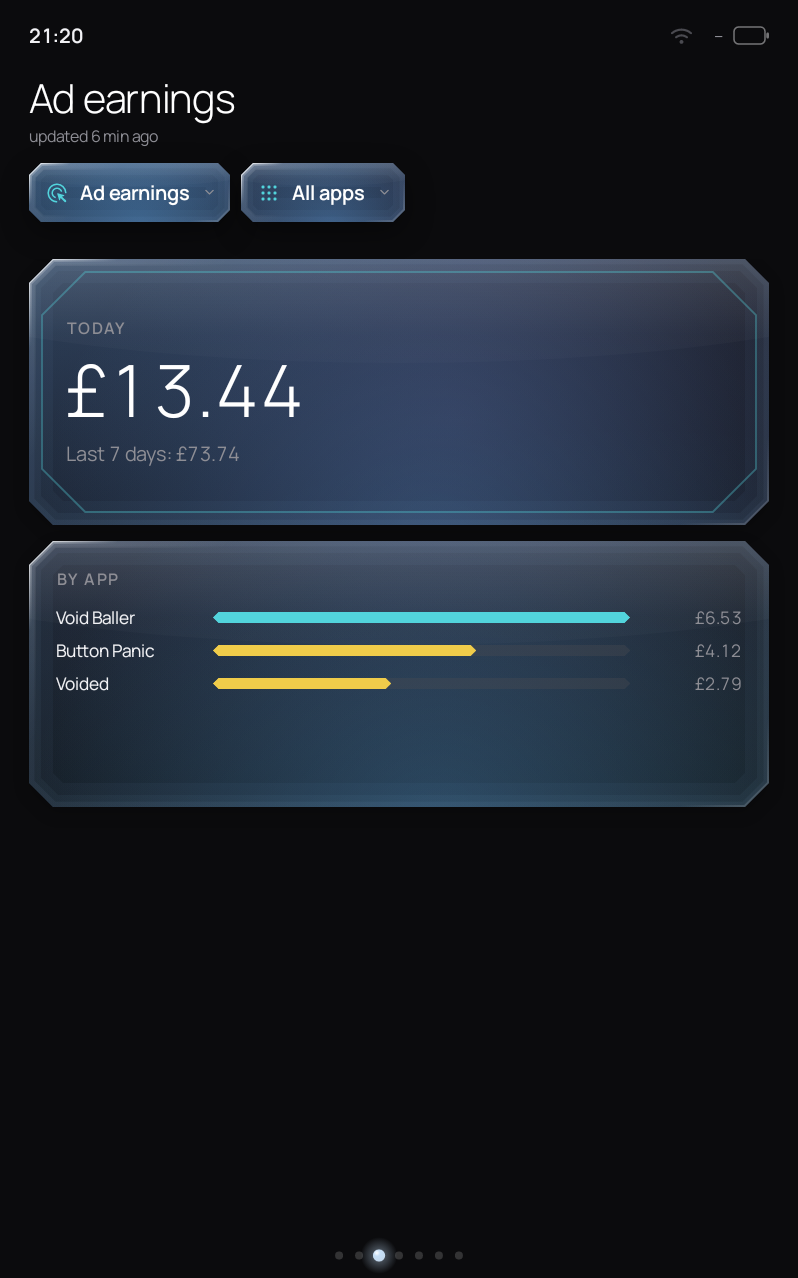 21:20
–
Ad earnings
updated 6 min ago
Ad earnings
All apps
TODAY
£13.44
Last 7 days: £73.74
BY APP
Void Baller £6.53
Button Panic £4.12
Voided £2.79